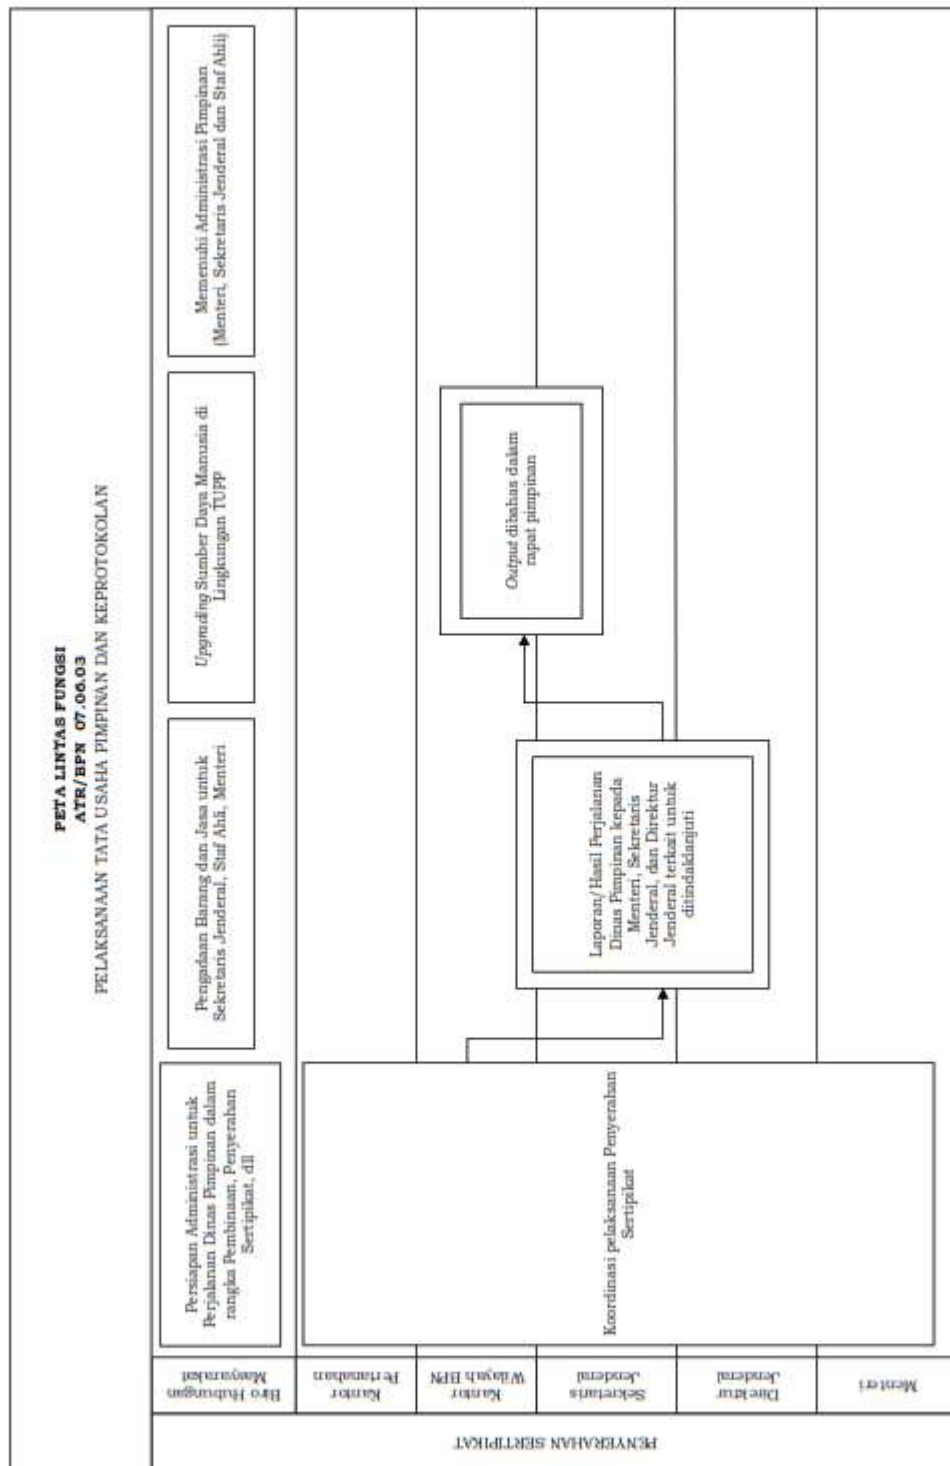 PETA LINTAS FUNGSI
ATR/BPN 07.06.03
PELAKSANAAN TATA USAHA PIMPINAN DAN KEPROTOKOLAN
PENYERAHAN SERTIPIKAT
Biro Hubungan
Masyarakat
Persiapan Administrasi untuk
Perjalanan Dinas Pimpinan dalam
rangka Pembinaan, Penyerahan
Sertipikat, dll
Pengadaan Barang dan Jasa untuk
Sekretaris Jenderal, Staf Ahli, Menteri
Upgrading Sumber Daya Manusia di
Lingkungan TUPP
Memenuhi Administrasi Pimpinan
(Menteri, Sekretaris Jenderal dan Staf Ahli)
Kantor
Pertanahan
Kantor
Wilayah BPN
Sekretaris
Jenderal
Direktur
Jenderal
Menteri
Koordinasi pelaksanaan Penyerahan
Sertipikat
Laporan/Hasil Perjalanan
Dinas Pimpinan kepada
Menteri, Sekretaris
Jenderal, dan Direktur
Jenderal terkait untuk
ditindaklanjuti
Output dibahas dalam
rapat pimpinan